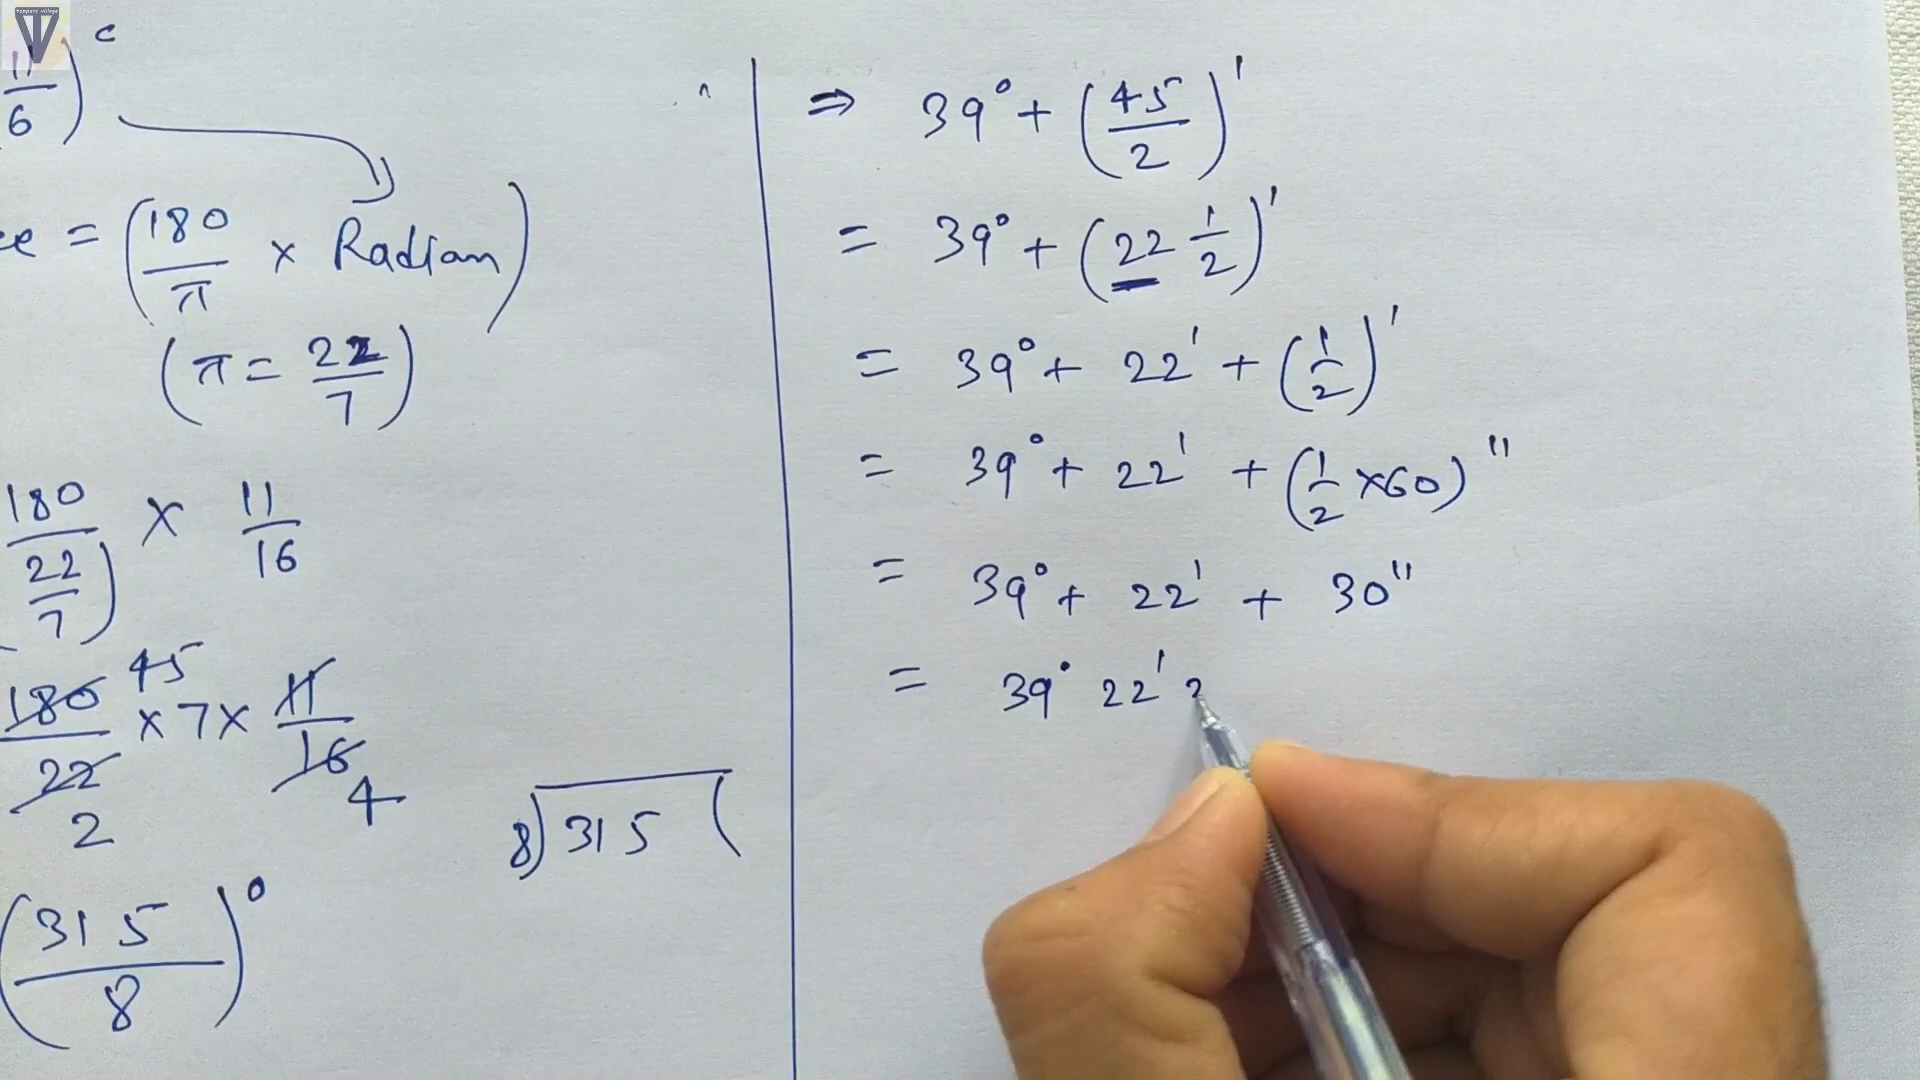 (11/6)ᶜ
= (180/π × Radian)
(π = 22/7)
180/(22/7) × 11/16
180/22 × 7 × 11/16
45
2
4
(315/8)°
8) 315 (
⇒ 39° + (45/2)'
= 39° + (22 1/2)'
= 39° + 22' + (1/2)'
= 39° + 22' + (1/2 ×60)"
= 39° + 22' + 30"
= 39° 22'